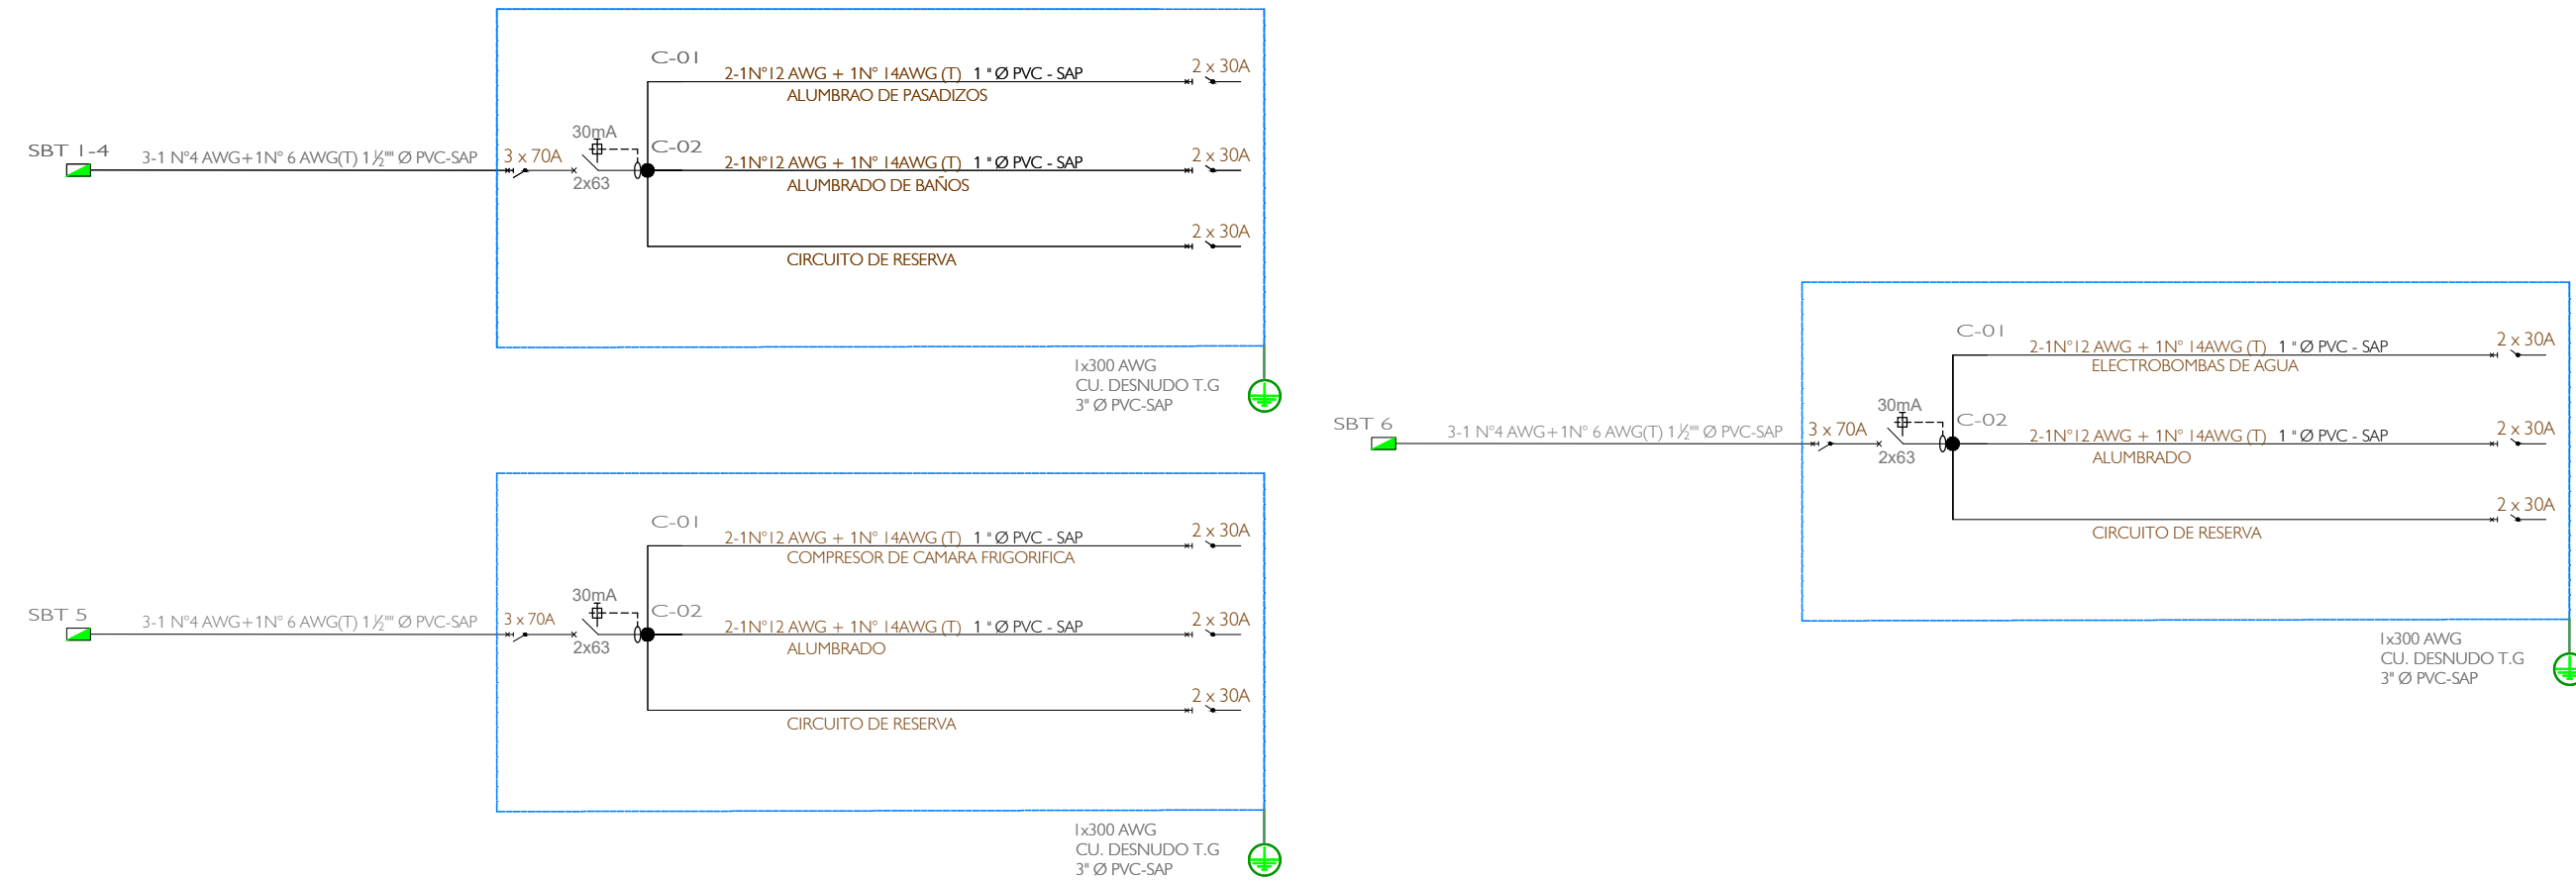 C-01
2-1N°12 AWG + 1N° 14AWG (T) 1 " Ø PVC - SAP
2 x 30A
ALUMBRAO DE PASADIZOS
SBT 1-4
3-1 N°4 AWG+1N° 6 AWG(T) 1 ½"" Ø PVC-SAP
3 x 70A
30mA
2x63
C-02
2-1N°12 AWG + 1N° 14AWG (T) 1 " Ø PVC - SAP
2 x 30A
ALUMBRADO DE BAÑOS
2 x 30A
CIRCUITO DE RESERVA
1x300 AWG
CU. DESNUDO T.G
3" Ø PVC-SAP
C-01
2-1N°12 AWG + 1N° 14AWG (T) 1 " Ø PVC - SAP
2 x 30A
COMPRESOR DE CAMARA FRIGORIFICA
SBT 5
3-1 N°4 AWG+1N° 6 AWG(T) 1 ½"" Ø PVC-SAP
3 x 70A
30mA
2x63
C-02
2-1N°12 AWG + 1N° 14AWG (T) 1 " Ø PVC - SAP
2 x 30A
ALUMBRADO
2 x 30A
CIRCUITO DE RESERVA
1x300 AWG
CU. DESNUDO T.G
3" Ø PVC-SAP
C-01
2-1N°12 AWG + 1N° 14AWG (T) 1 " Ø PVC - SAP
2 x 30A
ELECTROBOMBAS DE AGUA
SBT 6
3-1 N°4 AWG+1N° 6 AWG(T) 1 ½"" Ø PVC-SAP
3 x 70A
30mA
2x63
C-02
2-1N°12 AWG + 1N° 14AWG (T) 1 " Ø PVC - SAP
2 x 30A
ALUMBRADO
2 x 30A
CIRCUITO DE RESERVA
1x300 AWG
CU. DESNUDO T.G
3" Ø PVC-SAP